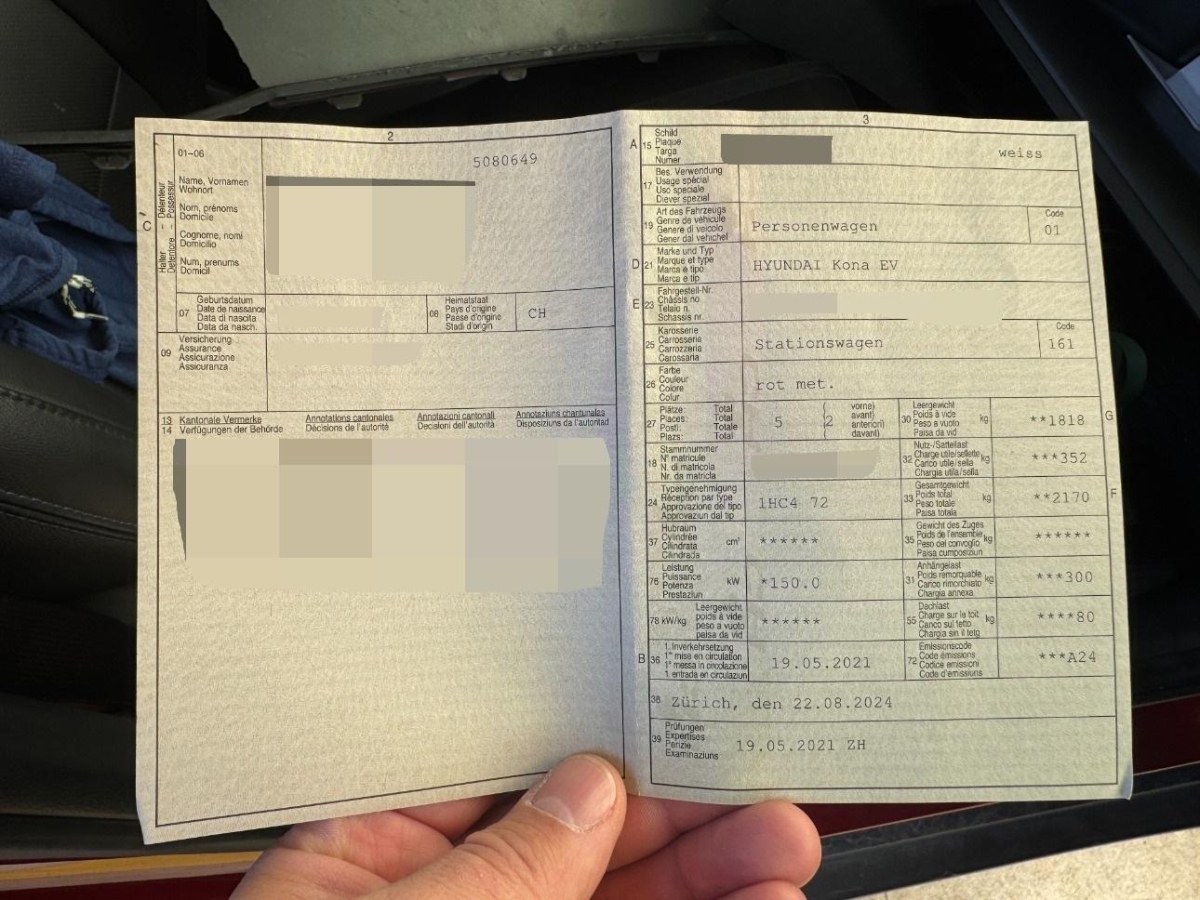 2
01-06
5080649
C
Halter – Détenteur
Detentore – Possessur
Name, Vornamen
Wohnort
Nom, prénoms
Domicile
Cognome, nomi
Domicilio
Num, prenums
Domicil
07
Geburtsdatum
Date de naissance
Data di nascita
Data da nasch.
08
Heimatstaat
Pays d'origine
Paese d'origine
Stadi d'origin
CH
09
Versicherung
Assurance
Assicurazione
Assicuranza
13 Kantonale Vermerke Annotations cantonales Annotazioni cantonali Annotaziuns chantunalas
14 Verfügungen der Behörde Décisions de l'autorité Decisioni dell'autorità Disposiziuns da l'autoritad
3
A 15
Schild
Plaque
Targa
Numer
weiss
17
Bes. Verwendung
Usage spécial
Uso speciale
Diever spezial
19
Art des Fahrzeugs
Genre de véhicule
Genere di veicolo
Gener dal vehichel
Personenwagen
Code
01
D 21
Marke und Typ
Marque et type
Marca e tipo
Marca e tip
HYUNDAI Kona EV
E 23
Fahrgestell-Nr.
Châssis no
Telaio n.
Schassis nr.
25
Karosserie
Carrosserie
Carrozzeria
Carossaria
Stationswagen
Code
161
26
Farbe
Couleur
Colore
Colur
rot met.
27
Plätze: Total
Places: Total
Posti: Totale
Plazs: Total
5
(2
vorne)
avant)
anteriori)
davant)
30
Leergewicht
Poids à vide
Peso a vuoto
Paisa da vid
kg
**1818
G
18
Stammnummer
N° matricule
N. di matricola
Nr. da matricla
32
Nutz-/Sattellast
Charge utile/sellette
Carico utile/sella
Chargia utila/sella
kg
***352
24
Typengenehmigung
Réception par type
Approvazione del tipo
Approvaziun dal tip
1HC4 72
33
Gesamtgewicht
Poids total
Peso totale
Paisa totala
kg
**2170
F
37
Hubraum
Cylindrée
Cilindrata
Cilindrada
cm³
******
35
Gewicht des Zuges
Poids de l'ensemble
Peso del convoglio
Paisa cumposiziun
kg
******
76
Leistung
Puissance
Potenza
Prestaziun
kW
*150.0
31
Anhängelast
Poids remorquable
Carico rimorchiato
Chargia annexa
kg
***300
78 kW/kg
Leergewicht
poids à vide
peso a vuoto
paisa da vid
******
55
Dachlast
Charge sur le toit
Carico sul tetto
Chargia sin il tetg
kg
****80
B 36
1. Inverkehrsetzung
1re mise en circulation
1a messa in circolazione
1. entrada en circulaziun
19.05.2021
72
Emissionscode
Code émissions
Codice emissioni
Code d'emissiuns
***A24
38
Zürich, den 22.08.2024
39
Prüfungen
Expertises
Perizie
Examinaziuns
19.05.2021 ZH